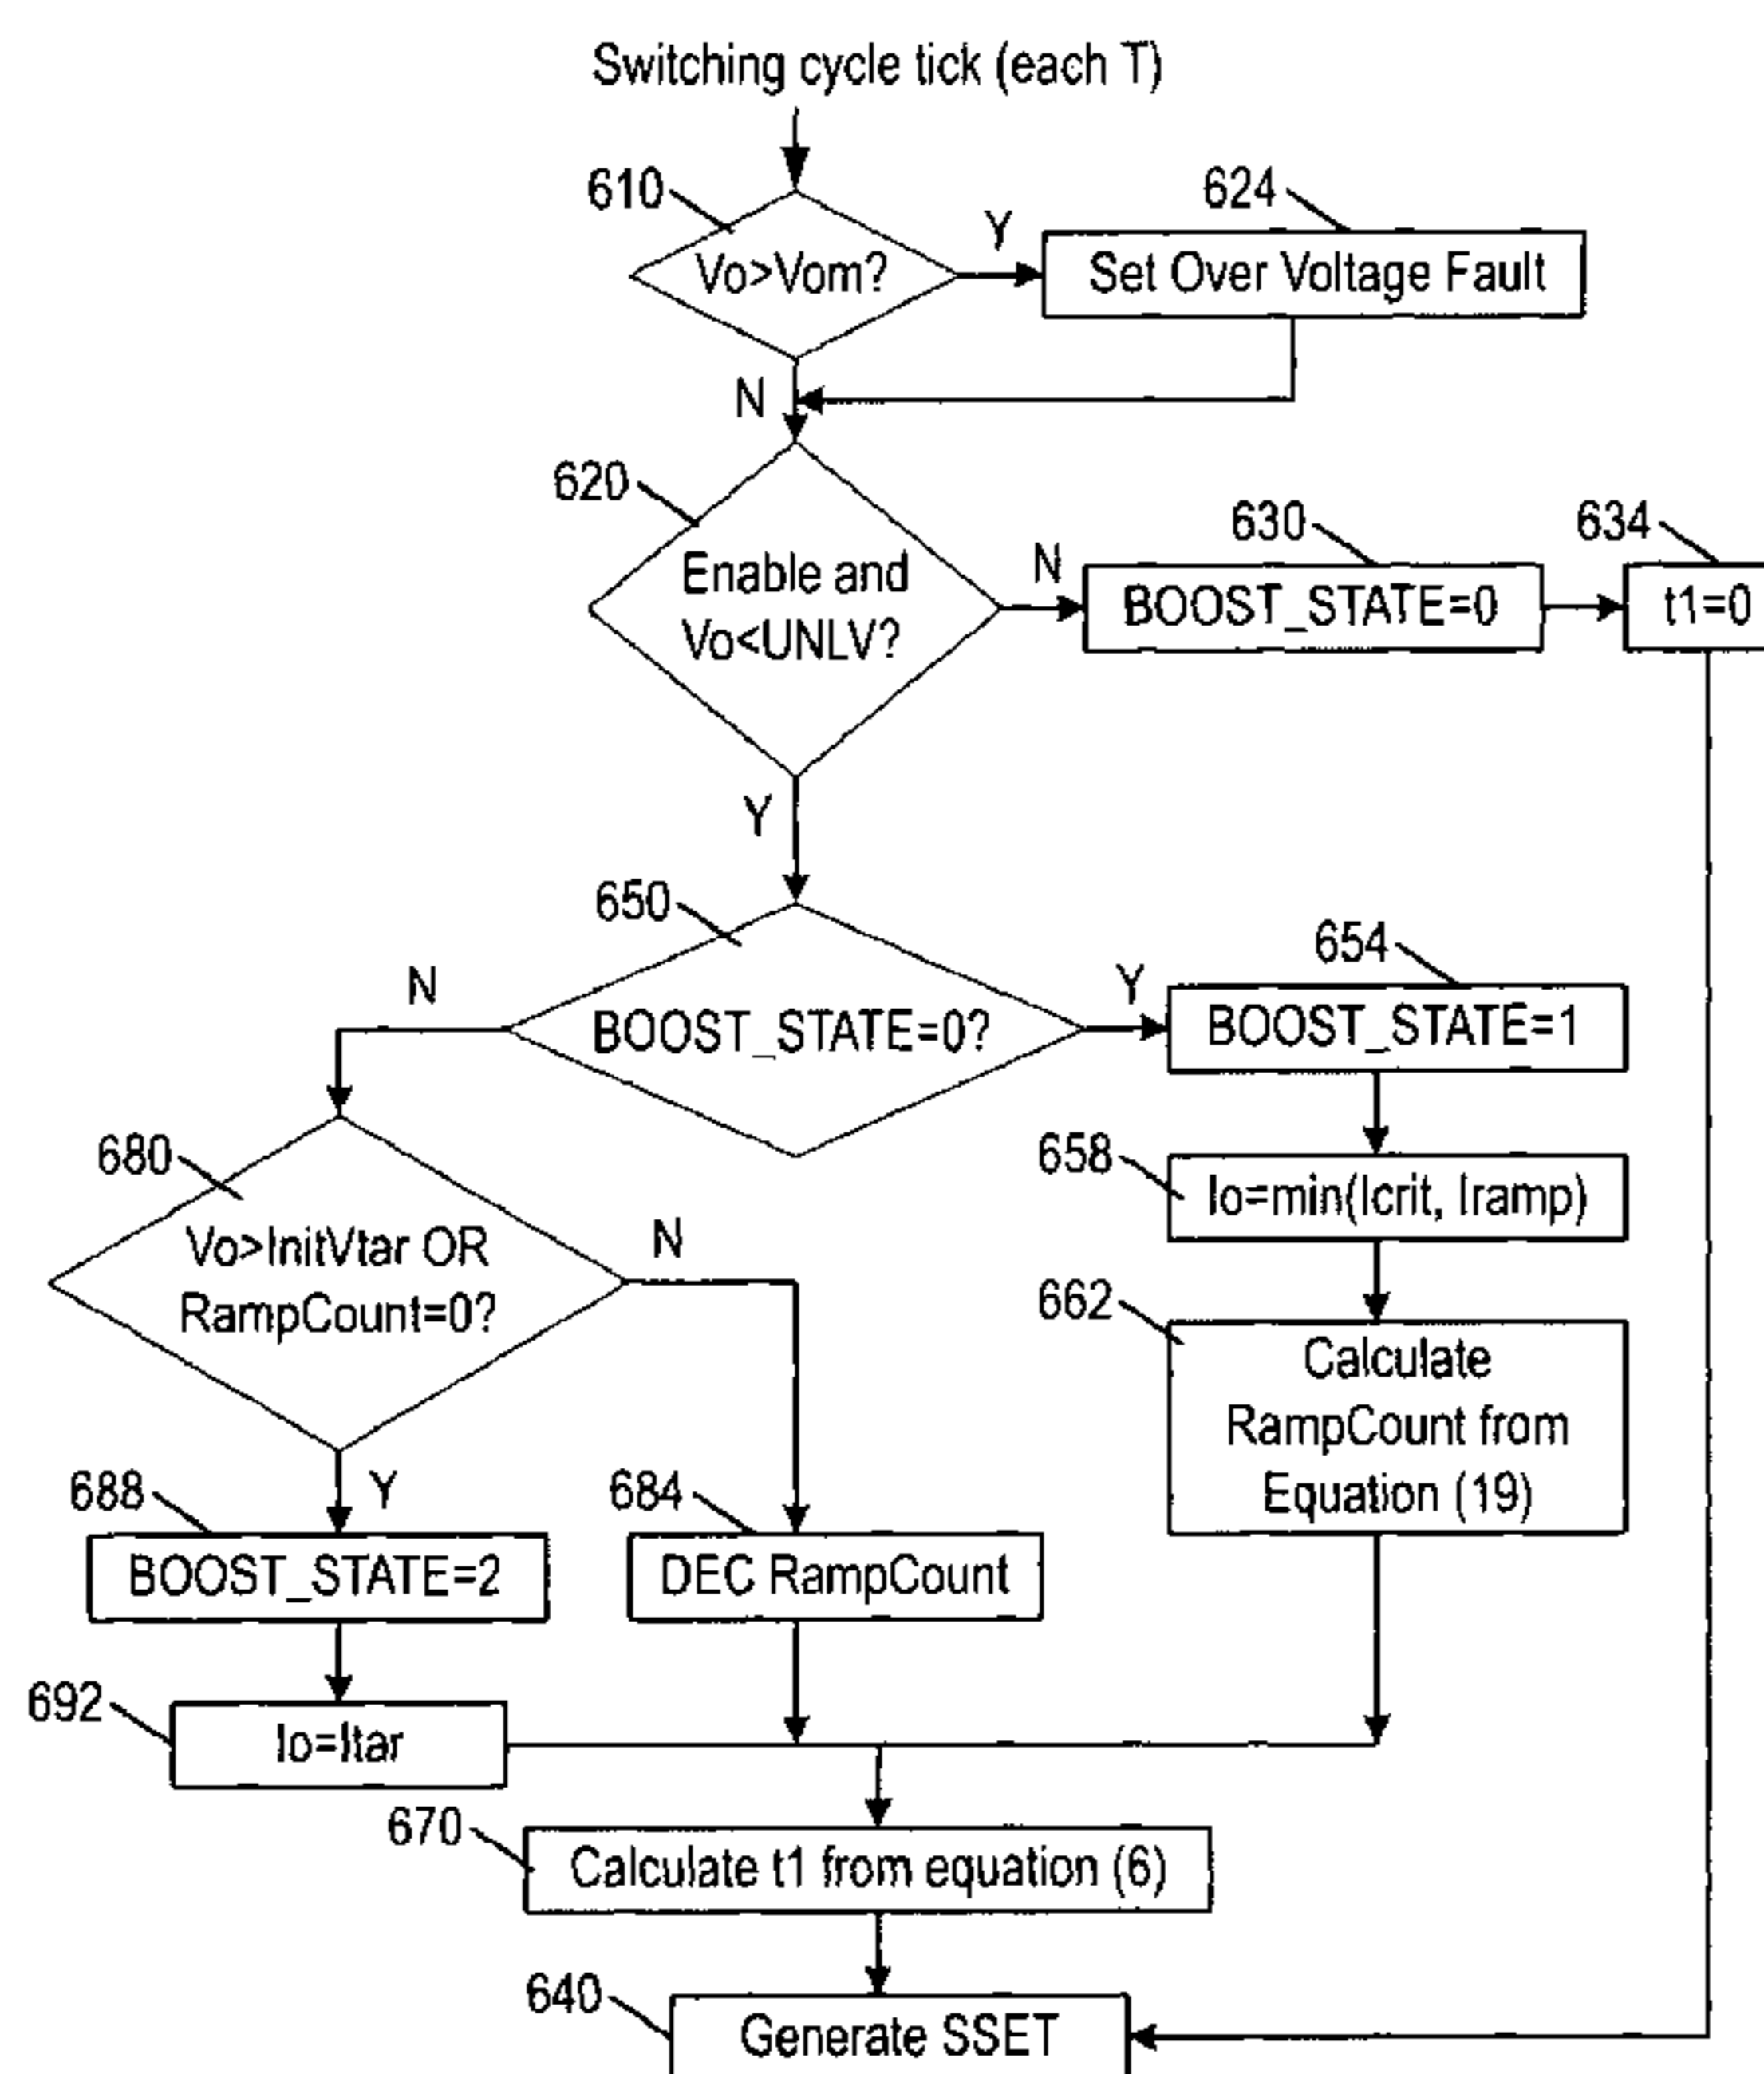 Switching cycle tick (each T)
610
Vo>Vom?
Y
624
Set Over Voltage Fault
N
620
Enable and
Vo<UNLV?
N
630
BOOST_STATE=0
634
t1=0
Y
650
BOOST_STATE=0?
N
Y
654
BOOST_STATE=1
658
Io=min(Icrit, Iramp)
662
Calculate
RampCount from
Equation (19)
680
Vo>InitVtar OR
RampCount=0?
N
Y
688
BOOST_STATE=2
684
DEC RampCount
692
Io=Itar
670
Calculate t1 from equation (6)
640
Generate SSET